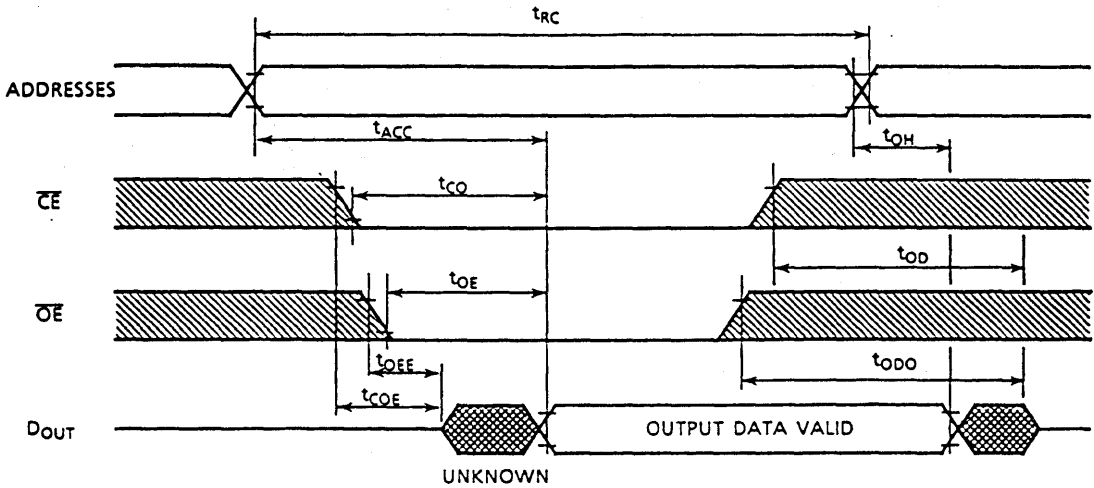 tRC
ADDRESSES
tACC
tOH
CE
tCO
tOD
OE
tOE
tOEE
tODO
tCOE
DOUT
OUTPUT DATA VALID
UNKNOWN